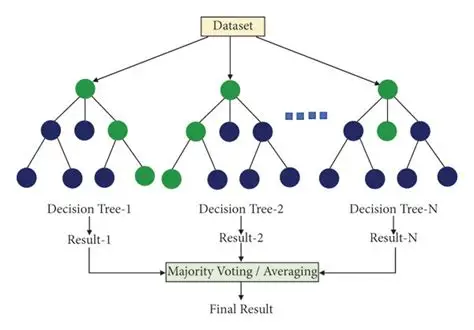 Dataset
Decision Tree-1
Decision Tree-2
Decision Tree-N
Result-1
Result-2
Result-N
Majority Voting / Averaging
Final Result